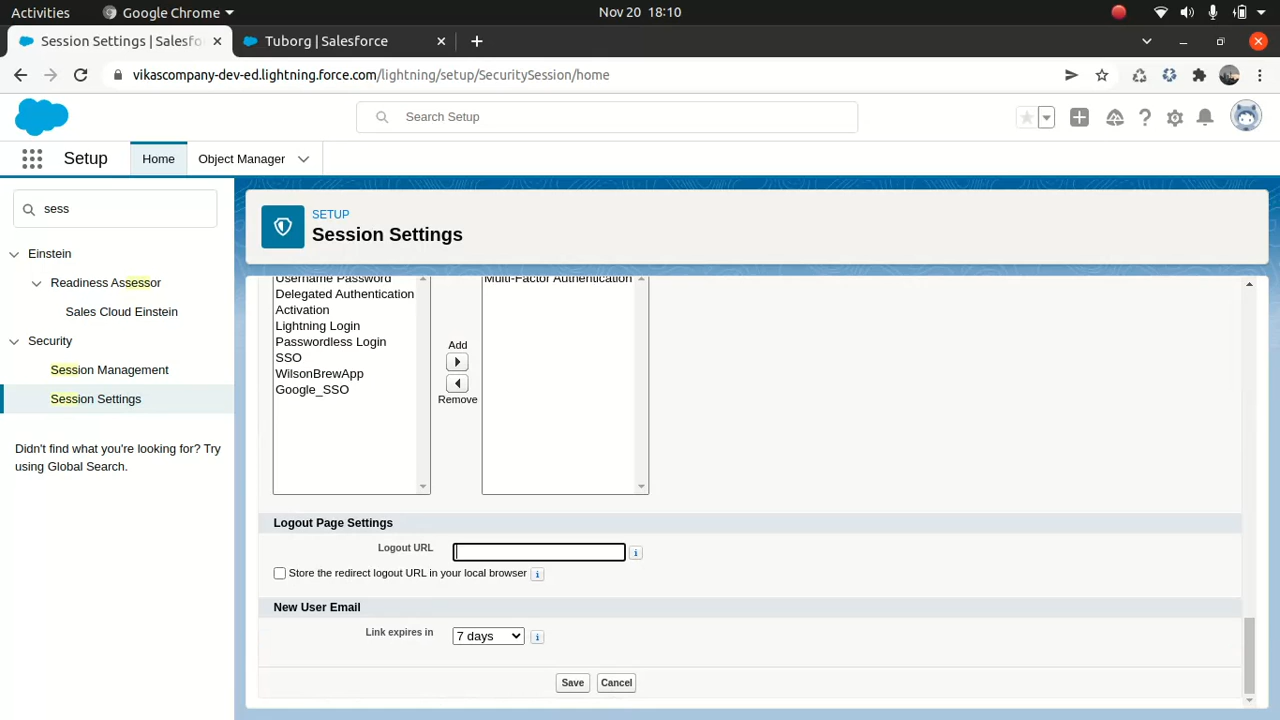 Activities
Google Chrome
Nov 20 18:10
Session Settings | Salesfo
Tuborg | Salesforce
vikascompany-dev-ed.lightning.force.com/lightning/setup/SecuritySession/home
Search Setup
Setup
Home
Object Manager
sess
Einstein
Readiness Assessor
Sales Cloud Einstein
Security
Session Management
Session Settings
Didn't find what you're looking for? Try
using Global Search.
SETUP
Session Settings
Username Password
Delegated Authentication
Activation
Lightning Login
Passwordless Login
SSO
WilsonBrewApp
Google_SSO
Add
Remove
Multi-Factor Authentication
Logout Page Settings
Logout URL
Store the redirect logout URL in your local browser
New User Email
Link expires in
7 days
Save
Cancel